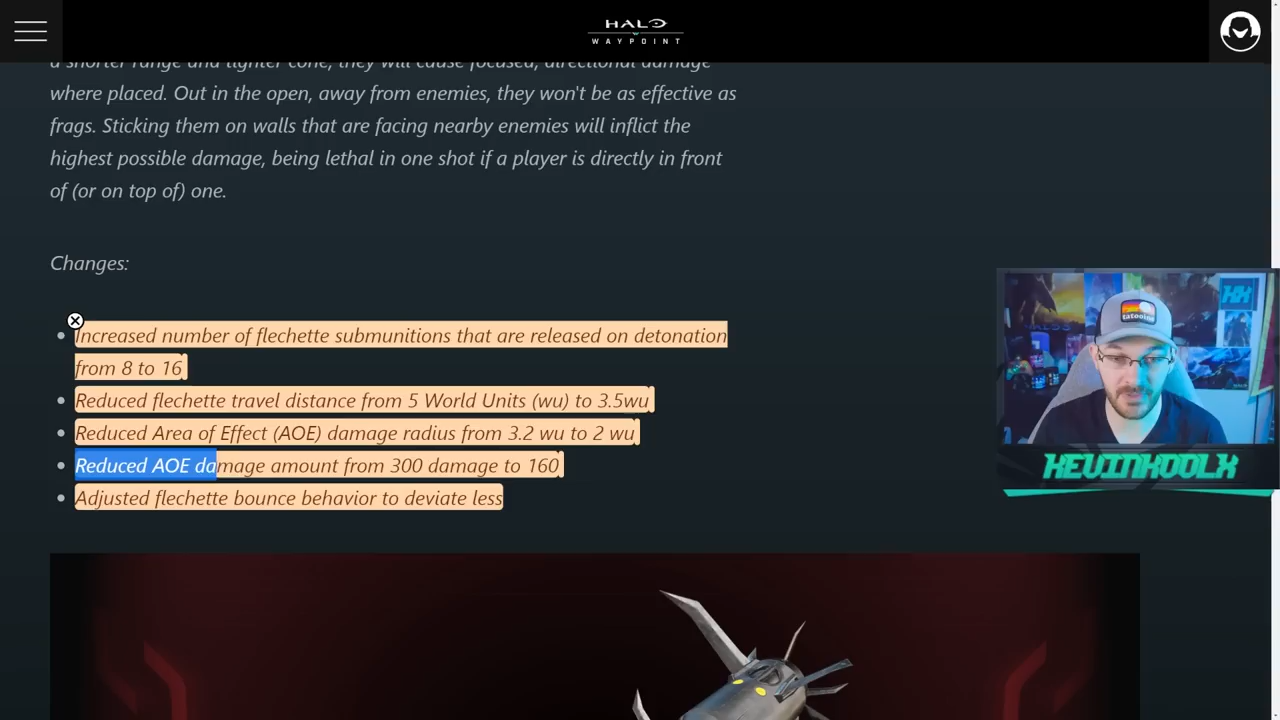 HALO
WAYPOINT
a shorter range and tighter cone, they will cause focused, directional damage
where placed. Out in the open, away from enemies, they won't be as effective as
frags. Sticking them on walls that are facing nearby enemies will inflict the
highest possible damage, being lethal in one shot if a player is directly in front
of (or on top of) one.
Changes:
Increased number of flechette submunitions that are released on detonation
from 8 to 16
Reduced flechette travel distance from 5 World Units (wu) to 3.5wu
Reduced Area of Effect (AOE) damage radius from 3.2 wu to 2 wu
Reduced AOE damage amount from 300 damage to 160
Adjusted flechette bounce behavior to deviate less
tatooine
KEVINKOOLX